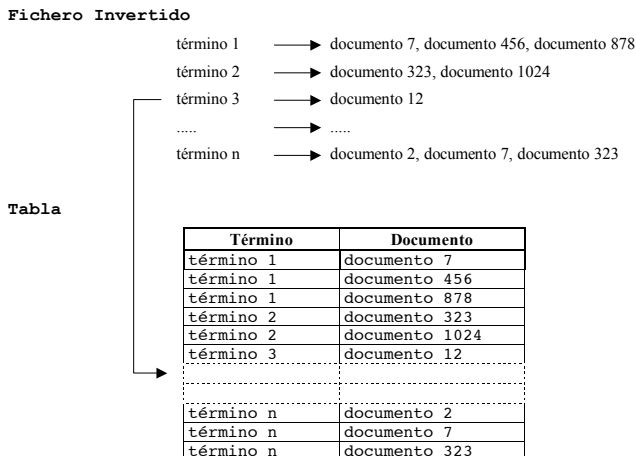 Fichero Invertido
término 1 documento 7, documento 456, documento 878
término 2 documento 323, documento 1024
término 3 documento 12
..... .....
término n documento 2, documento 7, documento 323
Tabla
Término Documento
término 1 documento 7
término 1 documento 456
término 1 documento 878
término 2 documento 323
término 2 documento 1024
término 3 documento 12
término n documento 2
término n documento 7
término n documento 323